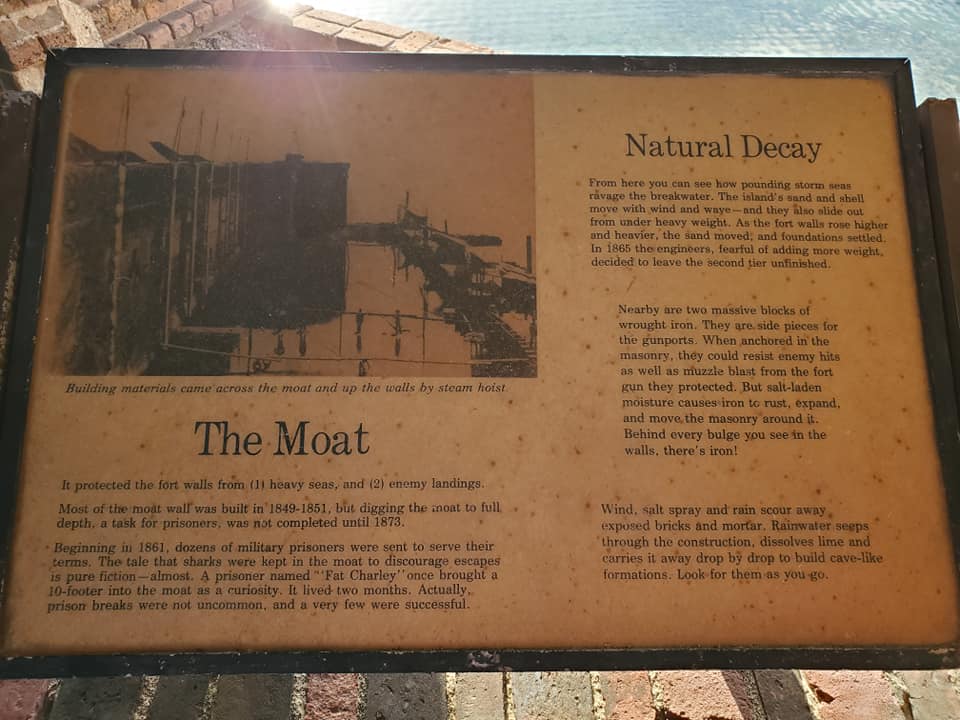 Building materials came across the moat and up the walls by steam hoist.
The Moat
It protected the fort walls from (1) heavy seas, and (2) enemy landings.
Most of the moat wall was built in 1849-1851, but digging the moat to full
depth, a task for prisoners, was not completed until 1873.
Beginning in 1861, dozens of military prisoners were sent to serve their
terms. The tale that sharks were kept in the moat to discourage escapes
is pure fiction—almost. A prisoner named "Fat Charley" once brought a
10-footer into the moat as a curiosity. It lived two months. Actually,
prison breaks were not uncommon, and a very few were successful.
Natural Decay
From here you can see how pounding storm seas
ravage the breakwater. The island's sand and shell
move with wind and wave—and they also slide out
from under heavy weight. As the fort walls rose higher
and heavier, the sand moved, and foundations settled.
In 1865 the engineers, fearful of adding more weight,
decided to leave the second tier unfinished.
Nearby are two massive blocks of
wrought iron. They are side pieces for
the gunports. When anchored in the
masonry, they could resist enemy hits
as well as muzzle blast from the fort
gun they protected. But salt-laden
moisture causes iron to rust, expand,
and move the masonry around it.
Behind every bulge you see in the
walls, there's iron!
Wind, salt spray and rain scour away
exposed bricks and mortar. Rainwater seeps
through the construction, dissolves lime and
carries it away drop by drop to build cave-like
formations. Look for them as you go.